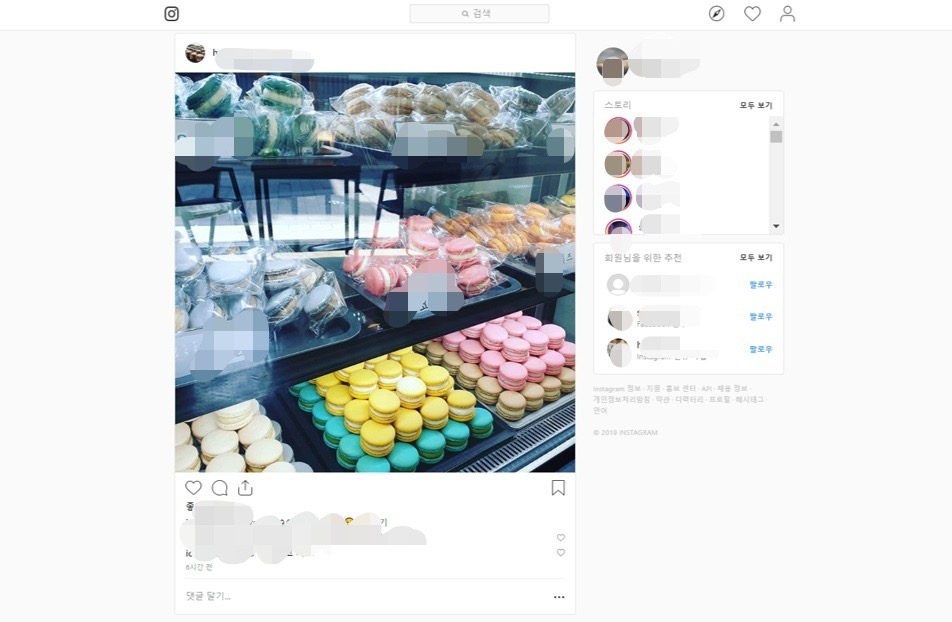 검색
스토리
모두 보기
회원님을 위한 추천
모두 보기
팔로우
팔로우
팔로우
Instagram 정보 · 지원 · 홍보 센터 · API · 채용 정보 ·
개인정보처리방침 · 약관 · 디렉터리 · 프로필 · 해시태그 ·
언어
© 2019 INSTAGRAM
6시간 전
댓글 달기...